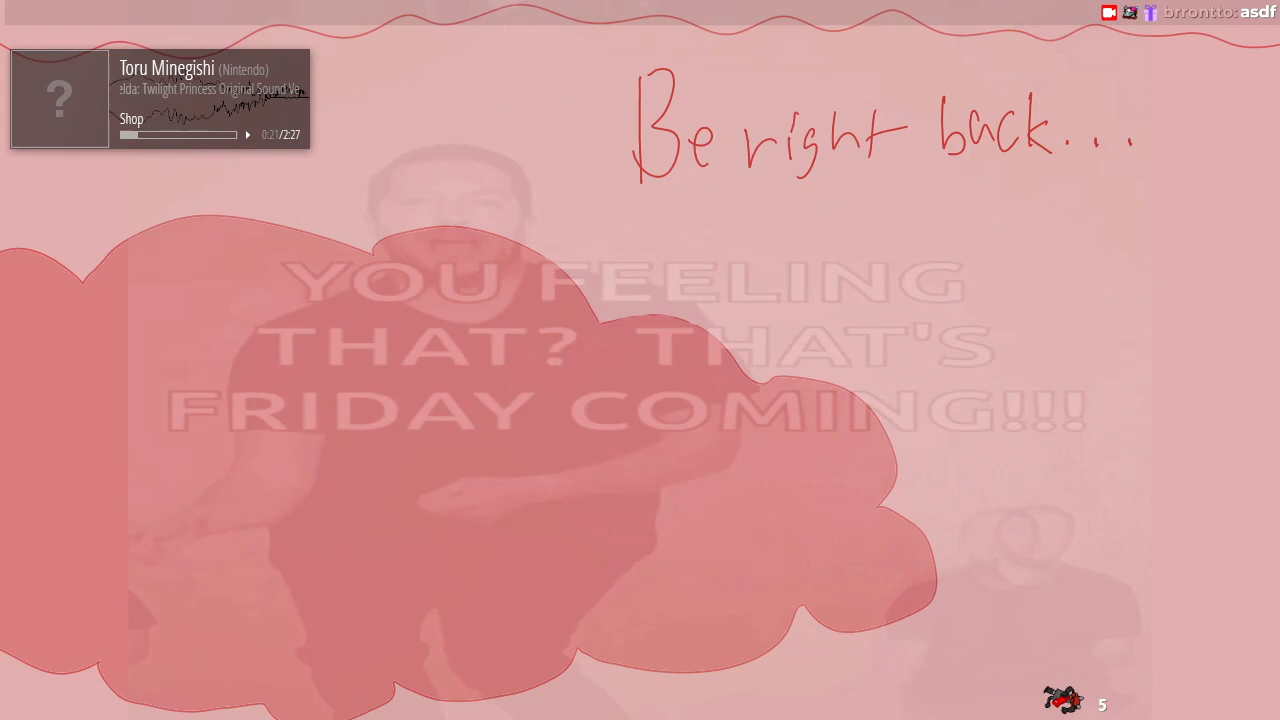 brrontto: asdf
?
Toru Minegishi (Nintendo)
elda: Twilight Princess Original Sound Ve
Shop
0:21/2:27
Be right back...
YOU FEELING
THAT? THAT'S
FRIDAY COMING!!!
5